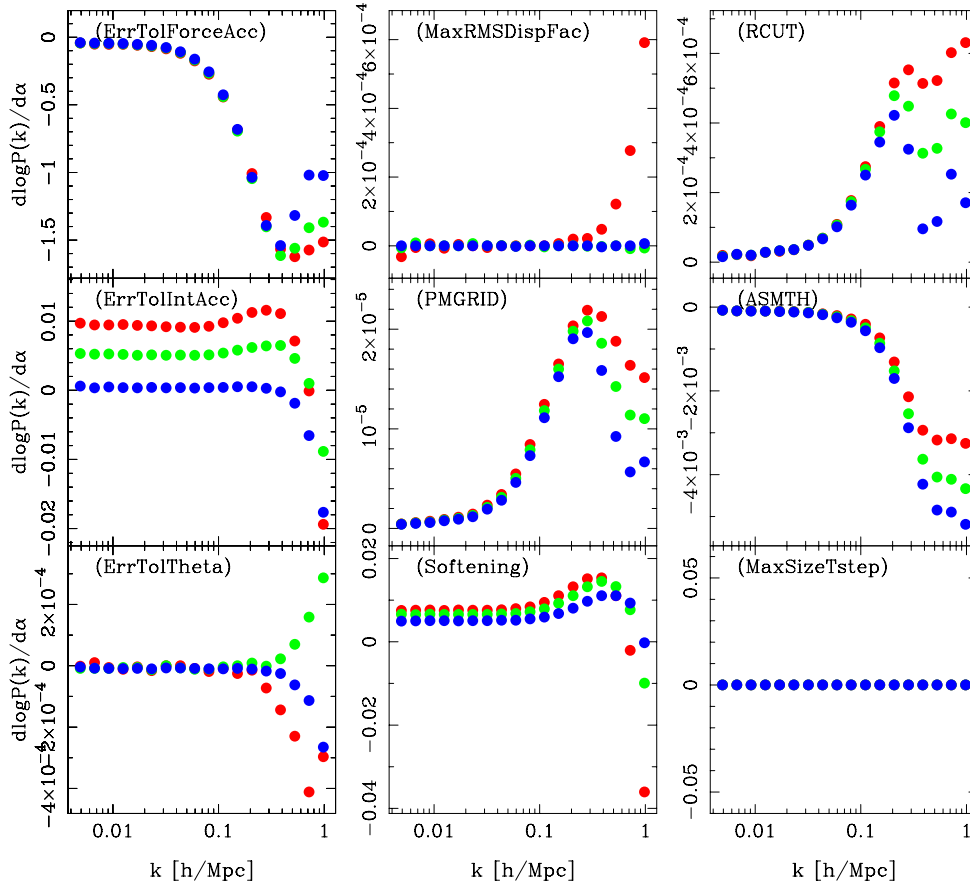 (ErrTolForceAcc)
(MaxRMSDispFac)
(RCUT)
dlogP(k)/dα
0
−0.5
−1
−1.5
0
2×10⁻⁴
4×10⁻⁴
6×10⁻⁴
0
2×10⁻⁴
4×10⁻⁴
6×10⁻⁴
(ErrTolIntAcc)
(PMGRID)
(ASMTH)
dlogP(k)/dα
0.01
0
−0.01
−0.02
0
10⁻⁵
2×10⁻⁵
0
−2×10⁻³
−4×10⁻³
(ErrTolTheta)
(Softening)
(MaxSizeTstep)
dlogP(k)/dα
2×10⁻⁴
0
−2×10⁻⁴
−4×10⁻⁴
0.02
0
−0.02
−0.04
0.05
0
−0.05
0.01 0.1 1
0.01 0.1 1
0.01 0.1 1
k [h/Mpc]
k [h/Mpc]
k [h/Mpc]